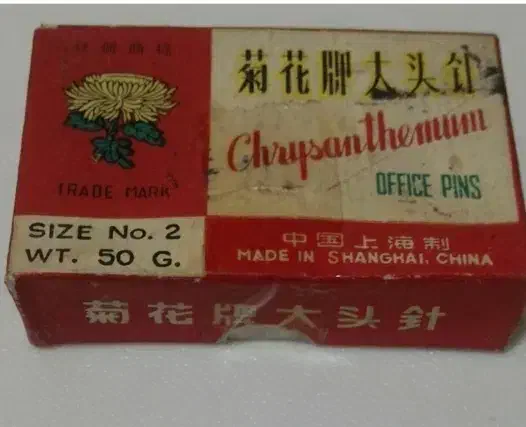 菊花牌大头针
Chrysanthemum
OFFICE PINS
TRADE MARK
SIZE No. 2
WT. 50 G.
中国上海制
MADE IN SHANGHAI, CHINA
菊花牌大头針